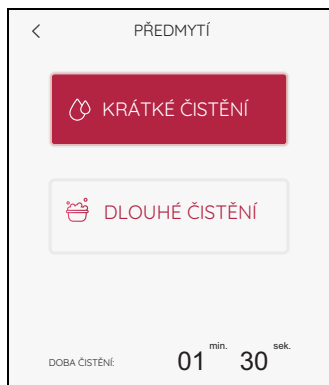 PŘEDMYTÍ
KRÁTKÉ ČISTĚNÍ
DLOUHÉ ČISTĚNÍ
DOBA ČISTĚNÍ: 01 min. 30 sek.